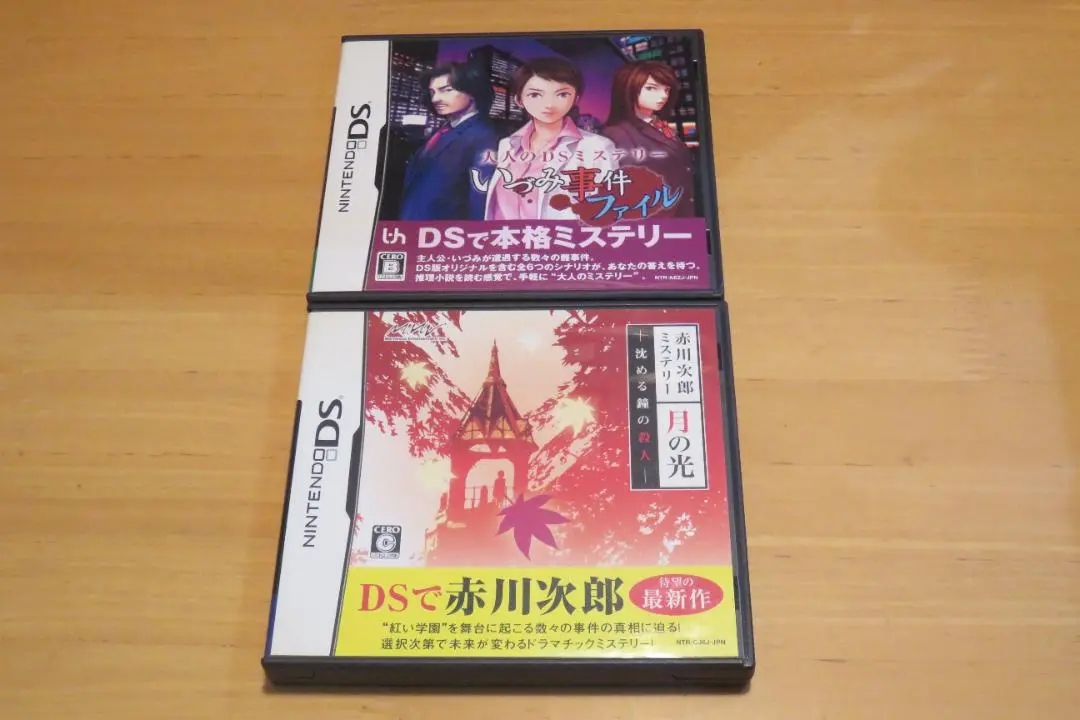 NINTENDO DS
大人のDSミステリー
いづみ事件
ファイル
DSで本格ミステリー
CERO
B
主人公・いづみが遭遇する数々の難事件。
DS版オリジナルを含む全6つのシナリオが、あなたの答えを待つ。
推理小説を読む感覚で、手軽に“大人のミステリー”。
NINTENDO DS
赤川次郎
ミステリー
月の光
沈める鐘の殺人
CERO
C
DSで赤川次郎
待望の
最新作
“紅い学園”を舞台に起こる数々の事件の真相に迫る!
選択次第で未来が変わるドラマチックミステリー!